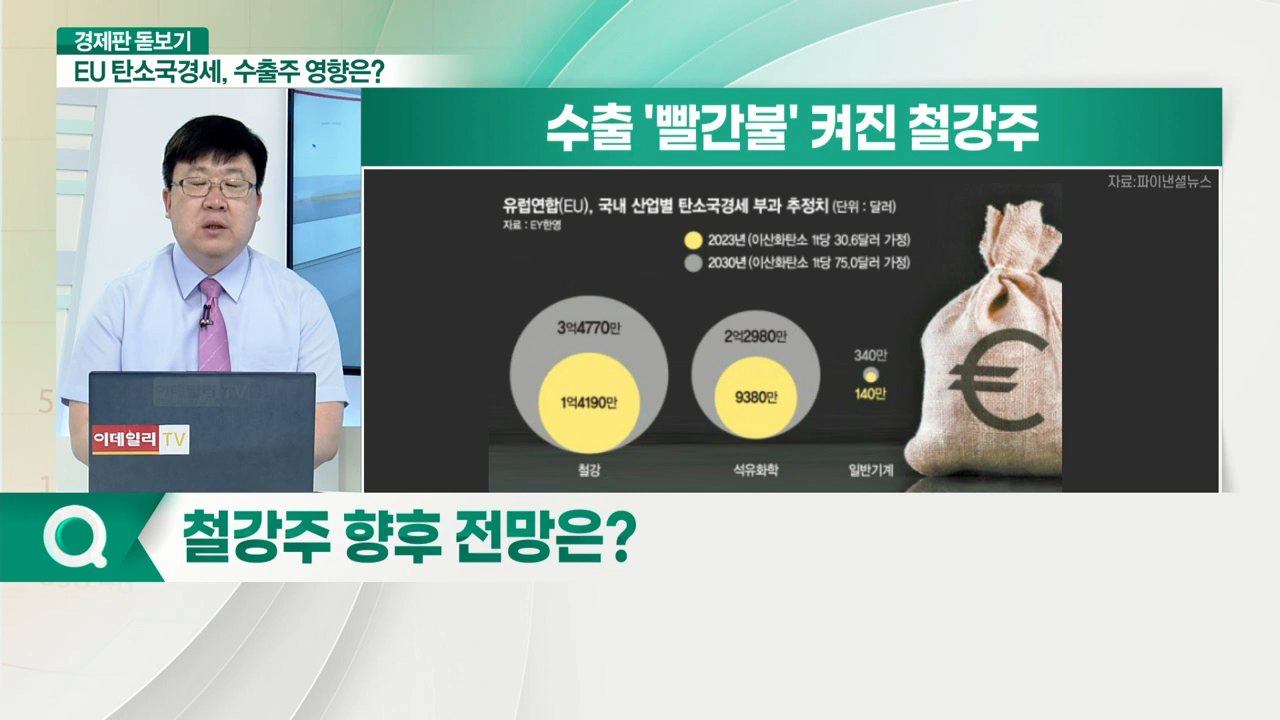 경제판 돋보기
EU 탄소국경세, 수출주 영향은?
수출 '빨간불' 켜진 철강주
자료:파이낸셜뉴스
유럽연합(EU), 국내 산업별 탄소국경세 부과 추정치 (단위 : 달러)
자료 : EY한영
2023년 (이산화탄소 1t당 30.6달러 가정)
2030년 (이산화탄소 1t당 75.0달러 가정)
3억4770만
1억4190만
철강
2억2980만
9380만
석유화학
340만
140만
일반기계
€
이데일리 TV
철강주 향후 전망은?